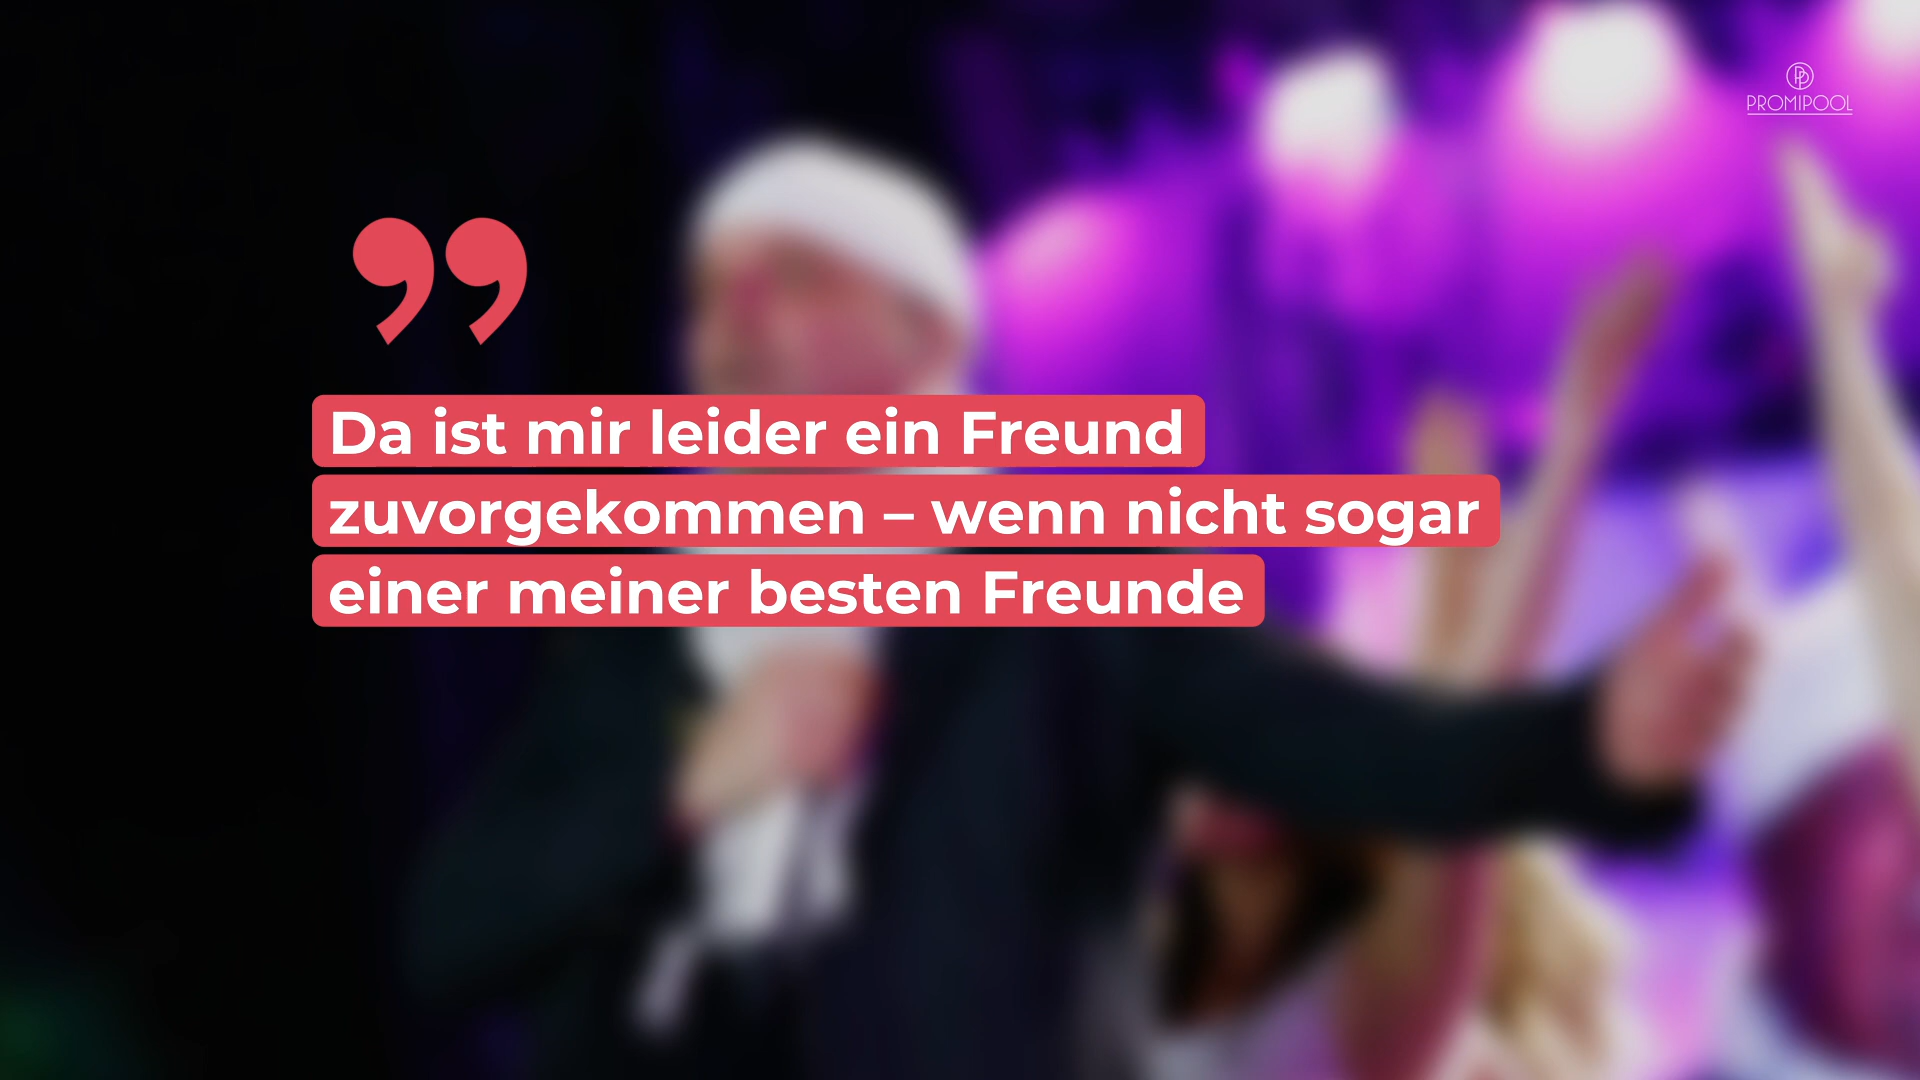 PROMIPOOL
”
Da ist mir leider ein Freund
zuvorgekommen – wenn nicht sogar
einer meiner besten Freunde